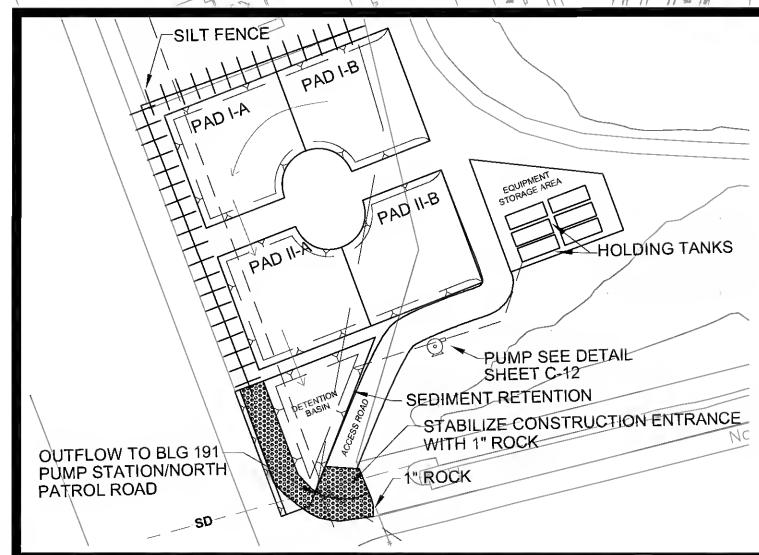 SILT FENCE
PAD I-A
PAD I-B
PAD II-A
PAD II-B
EQUIPMENT
STORAGE AREA
HOLDING TANKS
PUMP SEE DETAIL
SHEET C-12
SEDIMENT RETENTION
DETENTION
BASIN
ACCESS ROAD
STABILIZE CONSTRUCTION ENTRANCE
WITH 1" ROCK
OUTFLOW TO BLG 191
PUMP STATION/NORTH
PATROL ROAD
1" ROCK
SD
No